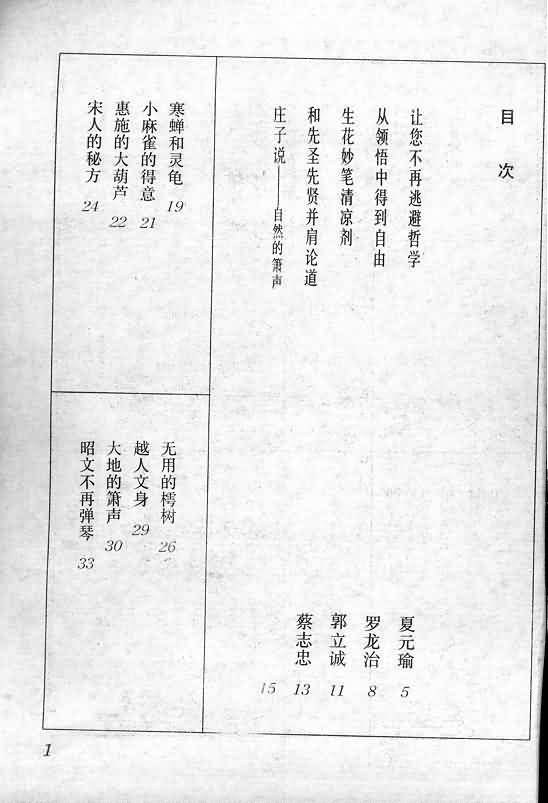 目次
让您不再逃避哲学 夏元瑜 5
从领悟中得到自由 罗龙治 8
生花妙笔清凉剂 郭立诚 11
和先圣先贤并肩论道 蔡志忠 13
庄子说——自然的箫声 15
寒蝉和灵龟 19
小麻雀的得意 21
惠施的大葫芦 22
宋人的秘方 24
无用的樗树 26
越人文身 29
大地的箫声 30
昭文不再弹琴 33
1